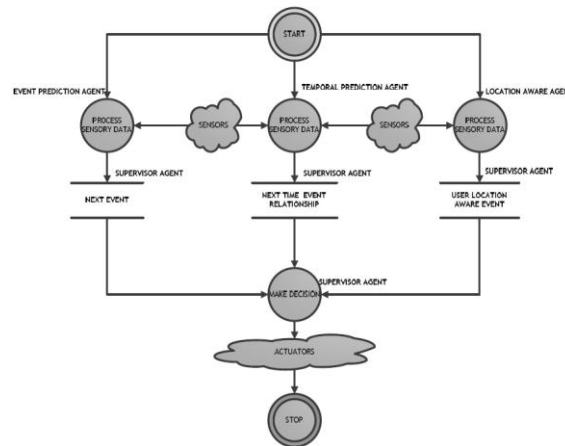 START
EVENT PREDICTION AGENT
TEMPORAL PREDICTION AGENT
LOCATION AWARE AGE
PROCESS
SENSORY DATA
SENSORS
PROCESS
SENSORY DATA
SENSORS
PROCESS
SENSORY DATA
SUPERVISOR AGENT
SUPERVISOR AGENT
SUPERVISOR AGENT
NEXT EVENT
NEXT TIME EVENT
RELATIONSHIP
USER LOCATION
AWARE EVENT
SUPERVISOR AGENT
MAKE DECISION
ACTUATORS
STOP